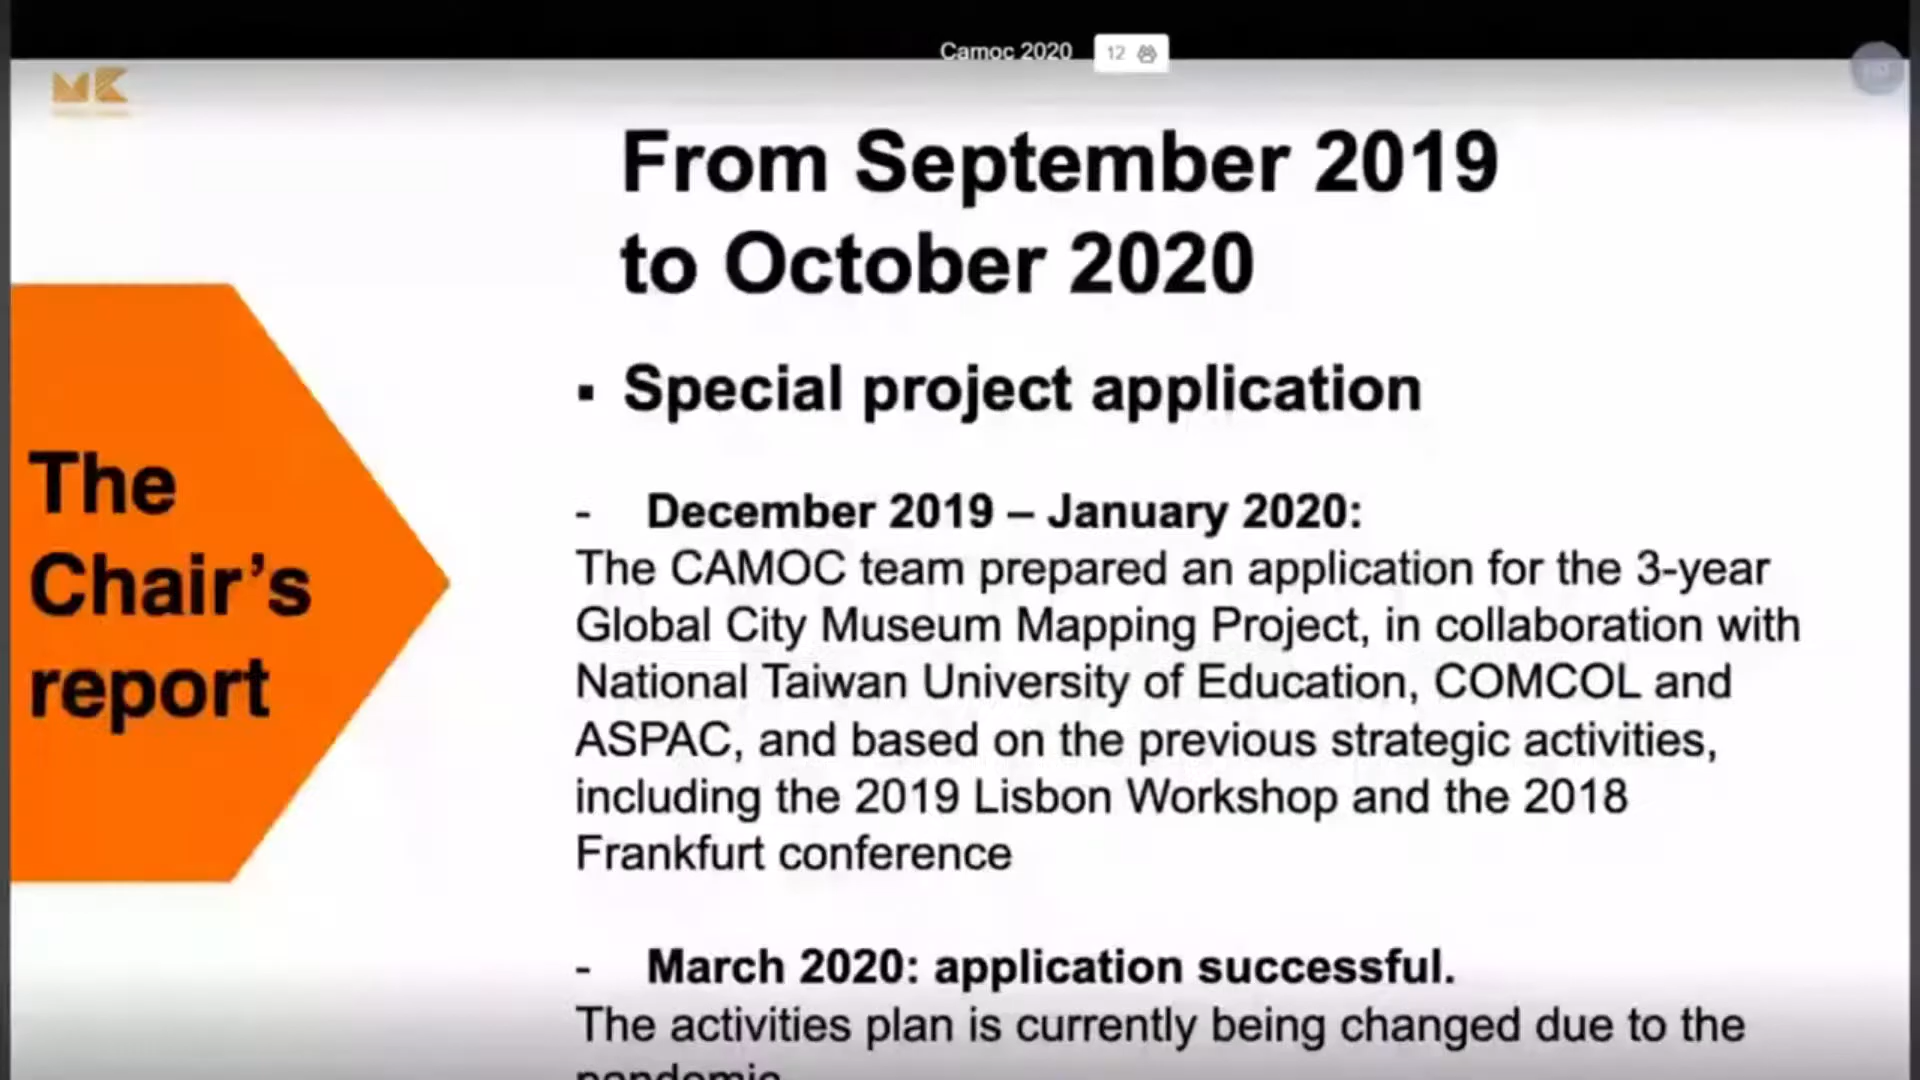 Camoc 2020 12
MK
From September 2019
to October 2020
▪ Special project application
The
Chair’s
report
- December 2019 – January 2020:
The CAMOC team prepared an application for the 3-year
Global City Museum Mapping Project, in collaboration with
National Taiwan University of Education, COMCOL and
ASPAC, and based on the previous strategic activities,
including the 2019 Lisbon Workshop and the 2018
Frankfurt conference
- March 2020: application successful.
The activities plan is currently being changed due to the
pandemic